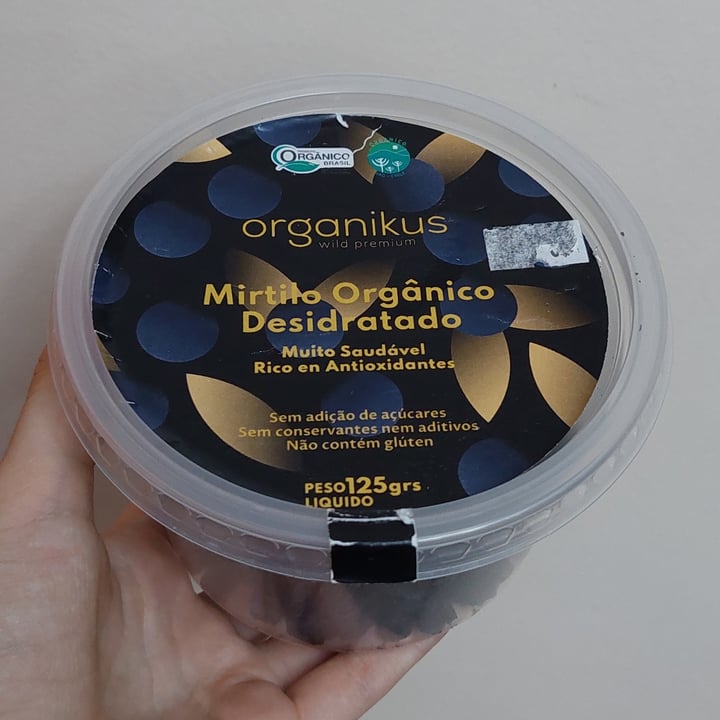 ORGÂNICO
BRASIL
organikus
wild premium
Mirtilo Orgânico
Desidratado
Muito Saudável
Rico en Antioxidantes
Sem adição de açúcares
Sem conservantes nem aditivos
Não contém glúten
PESO 125grs
LIQUIDO